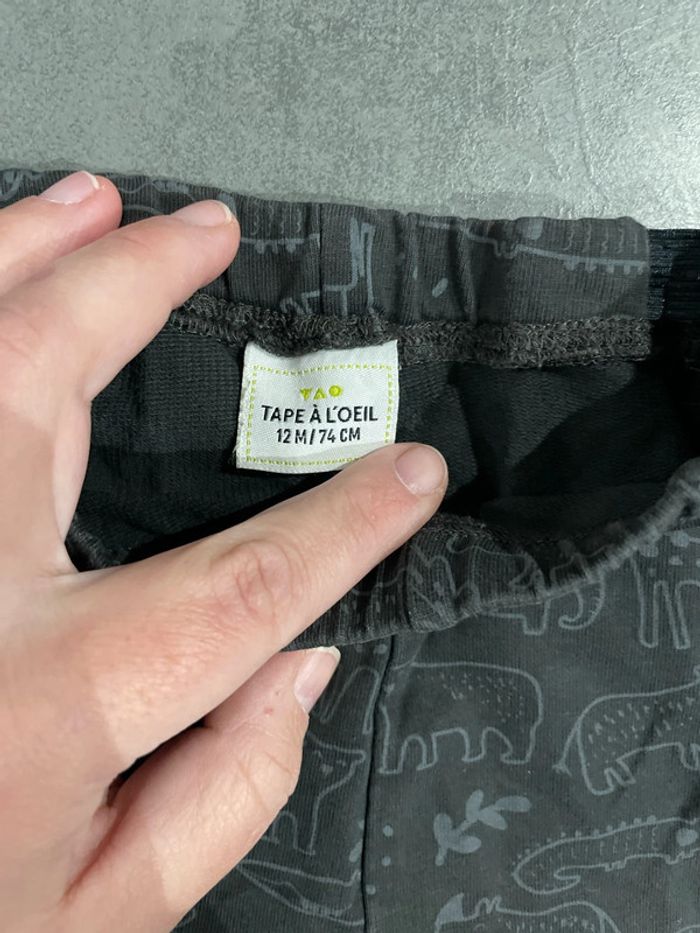 TAO
TAPE À L'OEIL
12 M / 74 CM